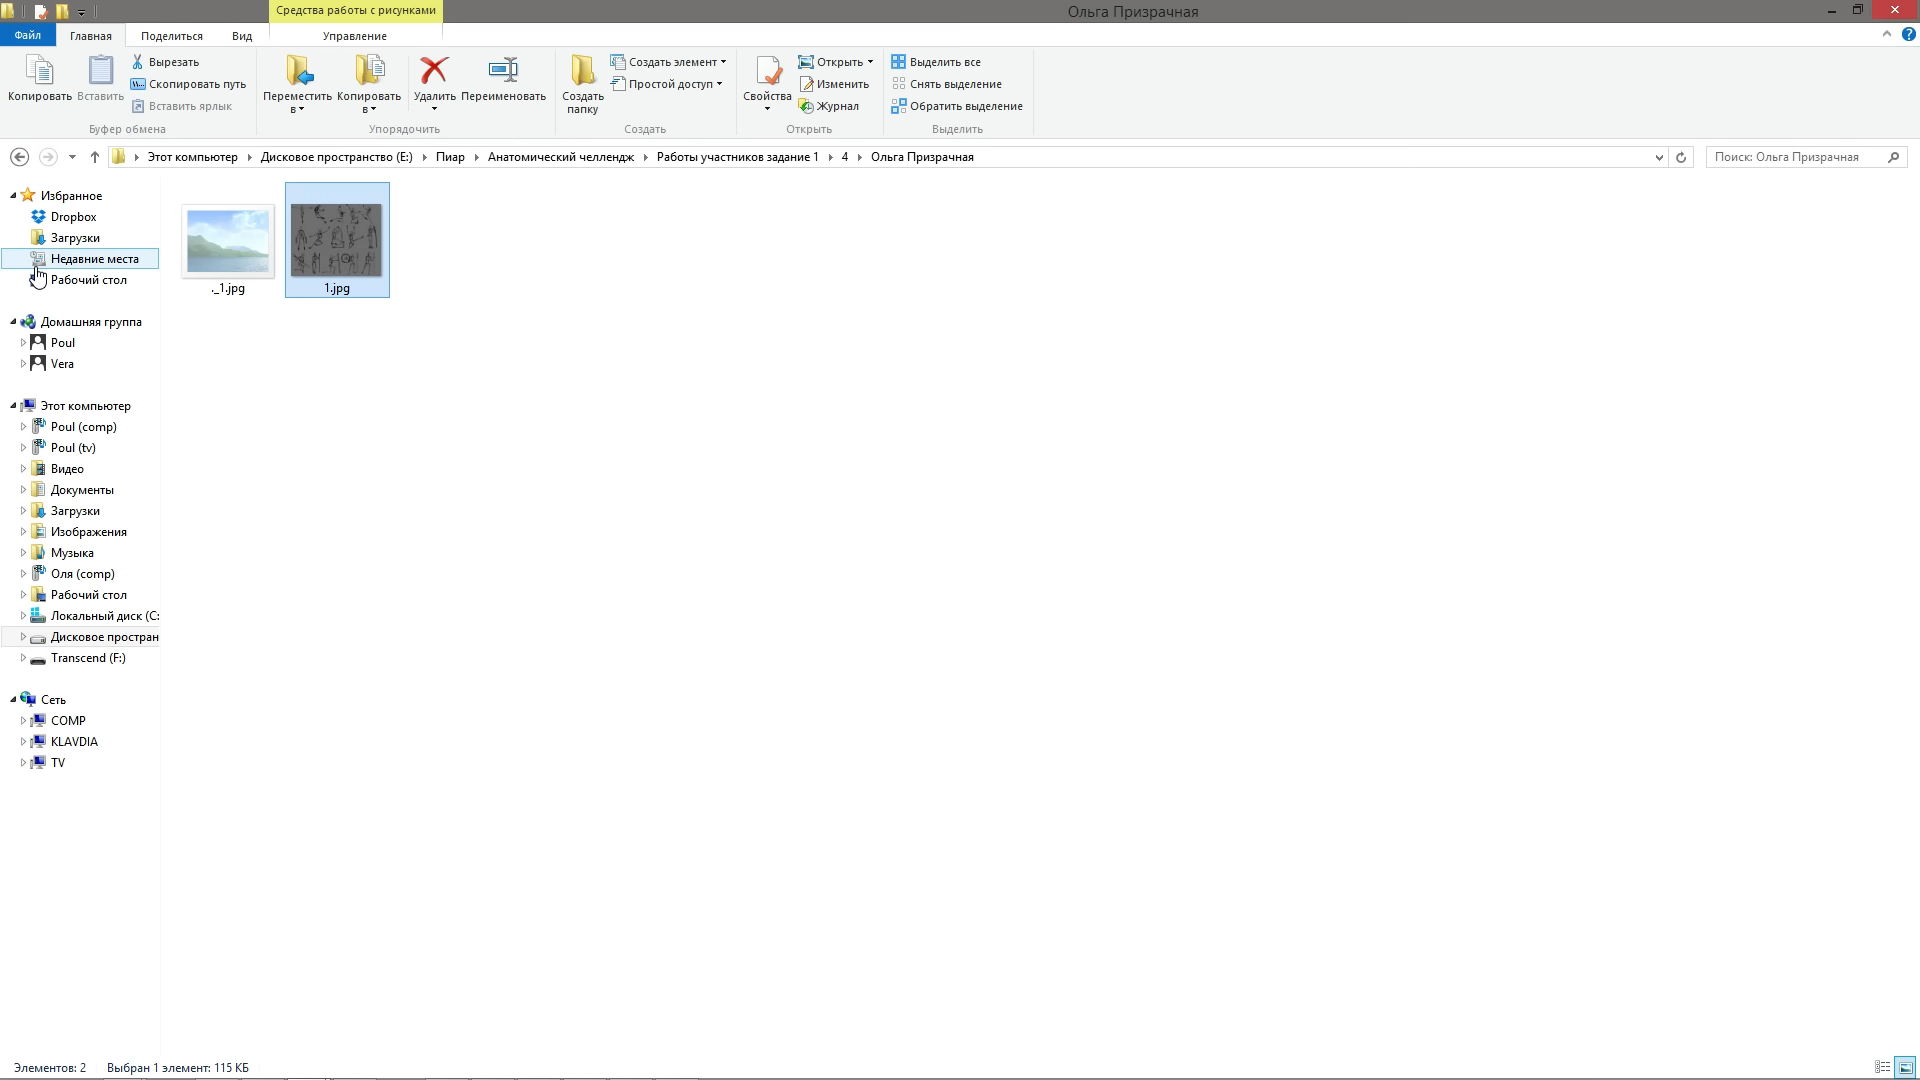 Средства работы с рисунками
Ольга Призрачная
Файл
Главная
Поделиться
Вид
Управление
Копировать
Вставить
Вырезать
Скопировать путь
Вставить ярлык
Буфер обмена
Переместить в
Копировать в
Удалить
Переименовать
Упорядочить
Создать папку
Создать элемент
Простой доступ
Создать
Свойства
Открыть
Изменить
Журнал
Открыть
Выделить все
Снять выделение
Обратить выделение
Выделить
Этот компьютер
Дисковое пространство (E:)
Пиар
Анатомический челлендж
Работы участников задание 1
4
Ольга Призрачная
Поиск: Ольга Призрачная
Избранное
Dropbox
Загрузки
Недавние места
Рабочий стол
Домашняя группа
Poul
Vera
Этот компьютер
Poul (comp)
Poul (tv)
Видео
Документы
Загрузки
Изображения
Музыка
Оля (comp)
Рабочий стол
Локальный диск (C:
Дисковое простран
Transcend (F:)
Сеть
COMP
KLAVDIA
TV
._1.jpg
1.jpg
Элементов: 2
Выбран 1 элемент: 115 КБ